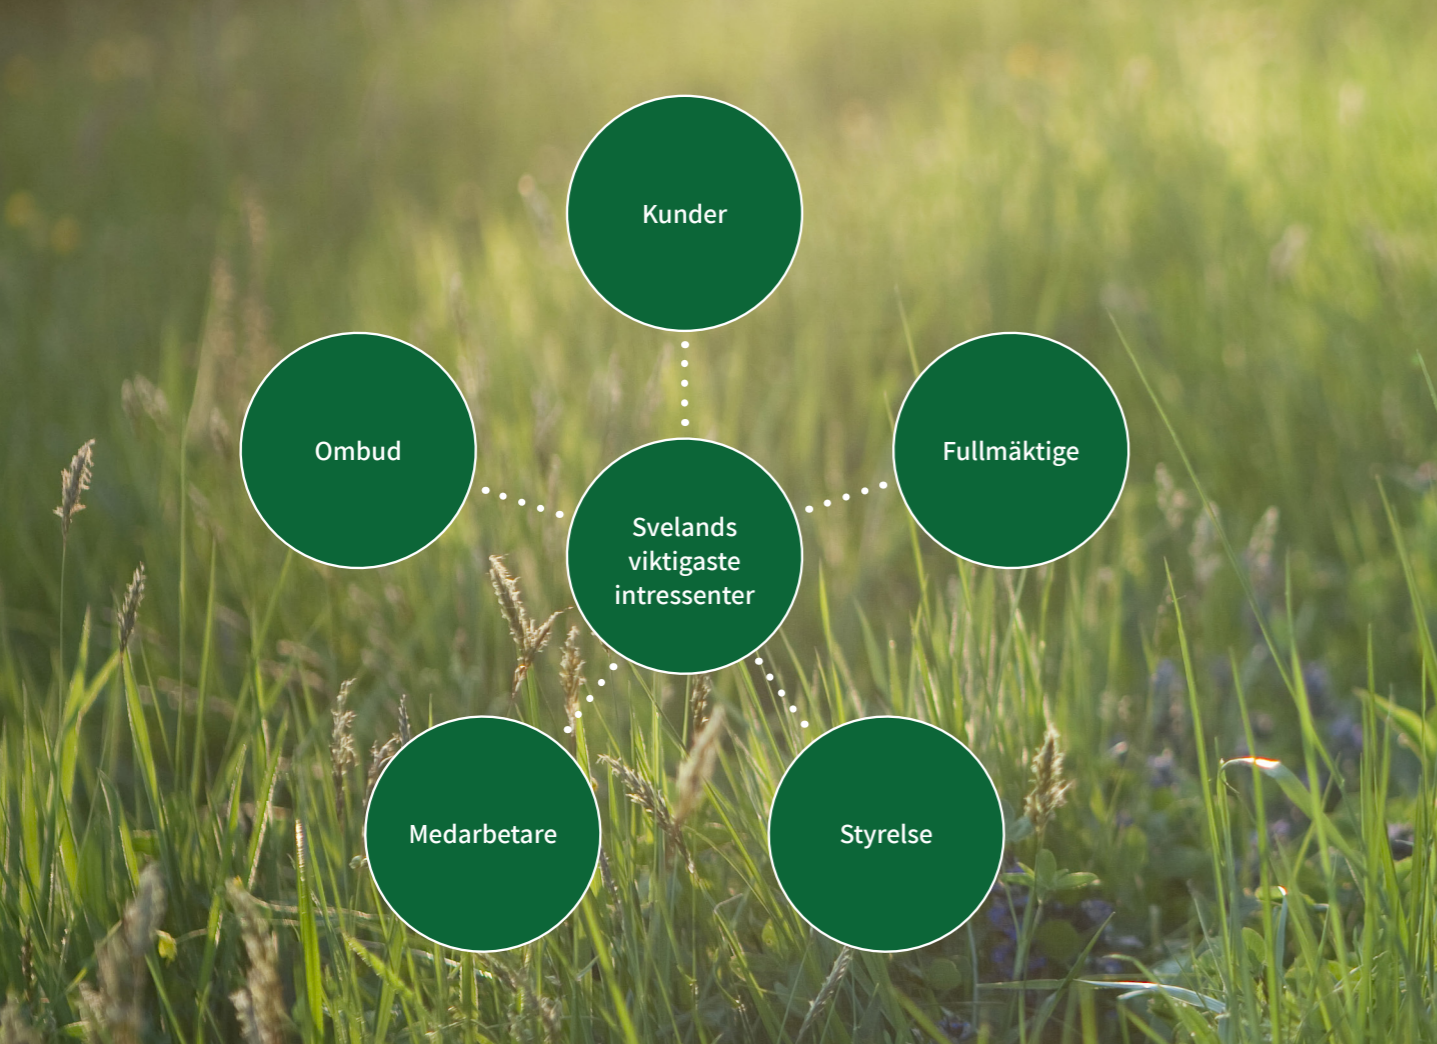 Kunder
Ombud
Fullmäktige
Svelands
viktigaste
intressenter
Medarbetare
Styrelse